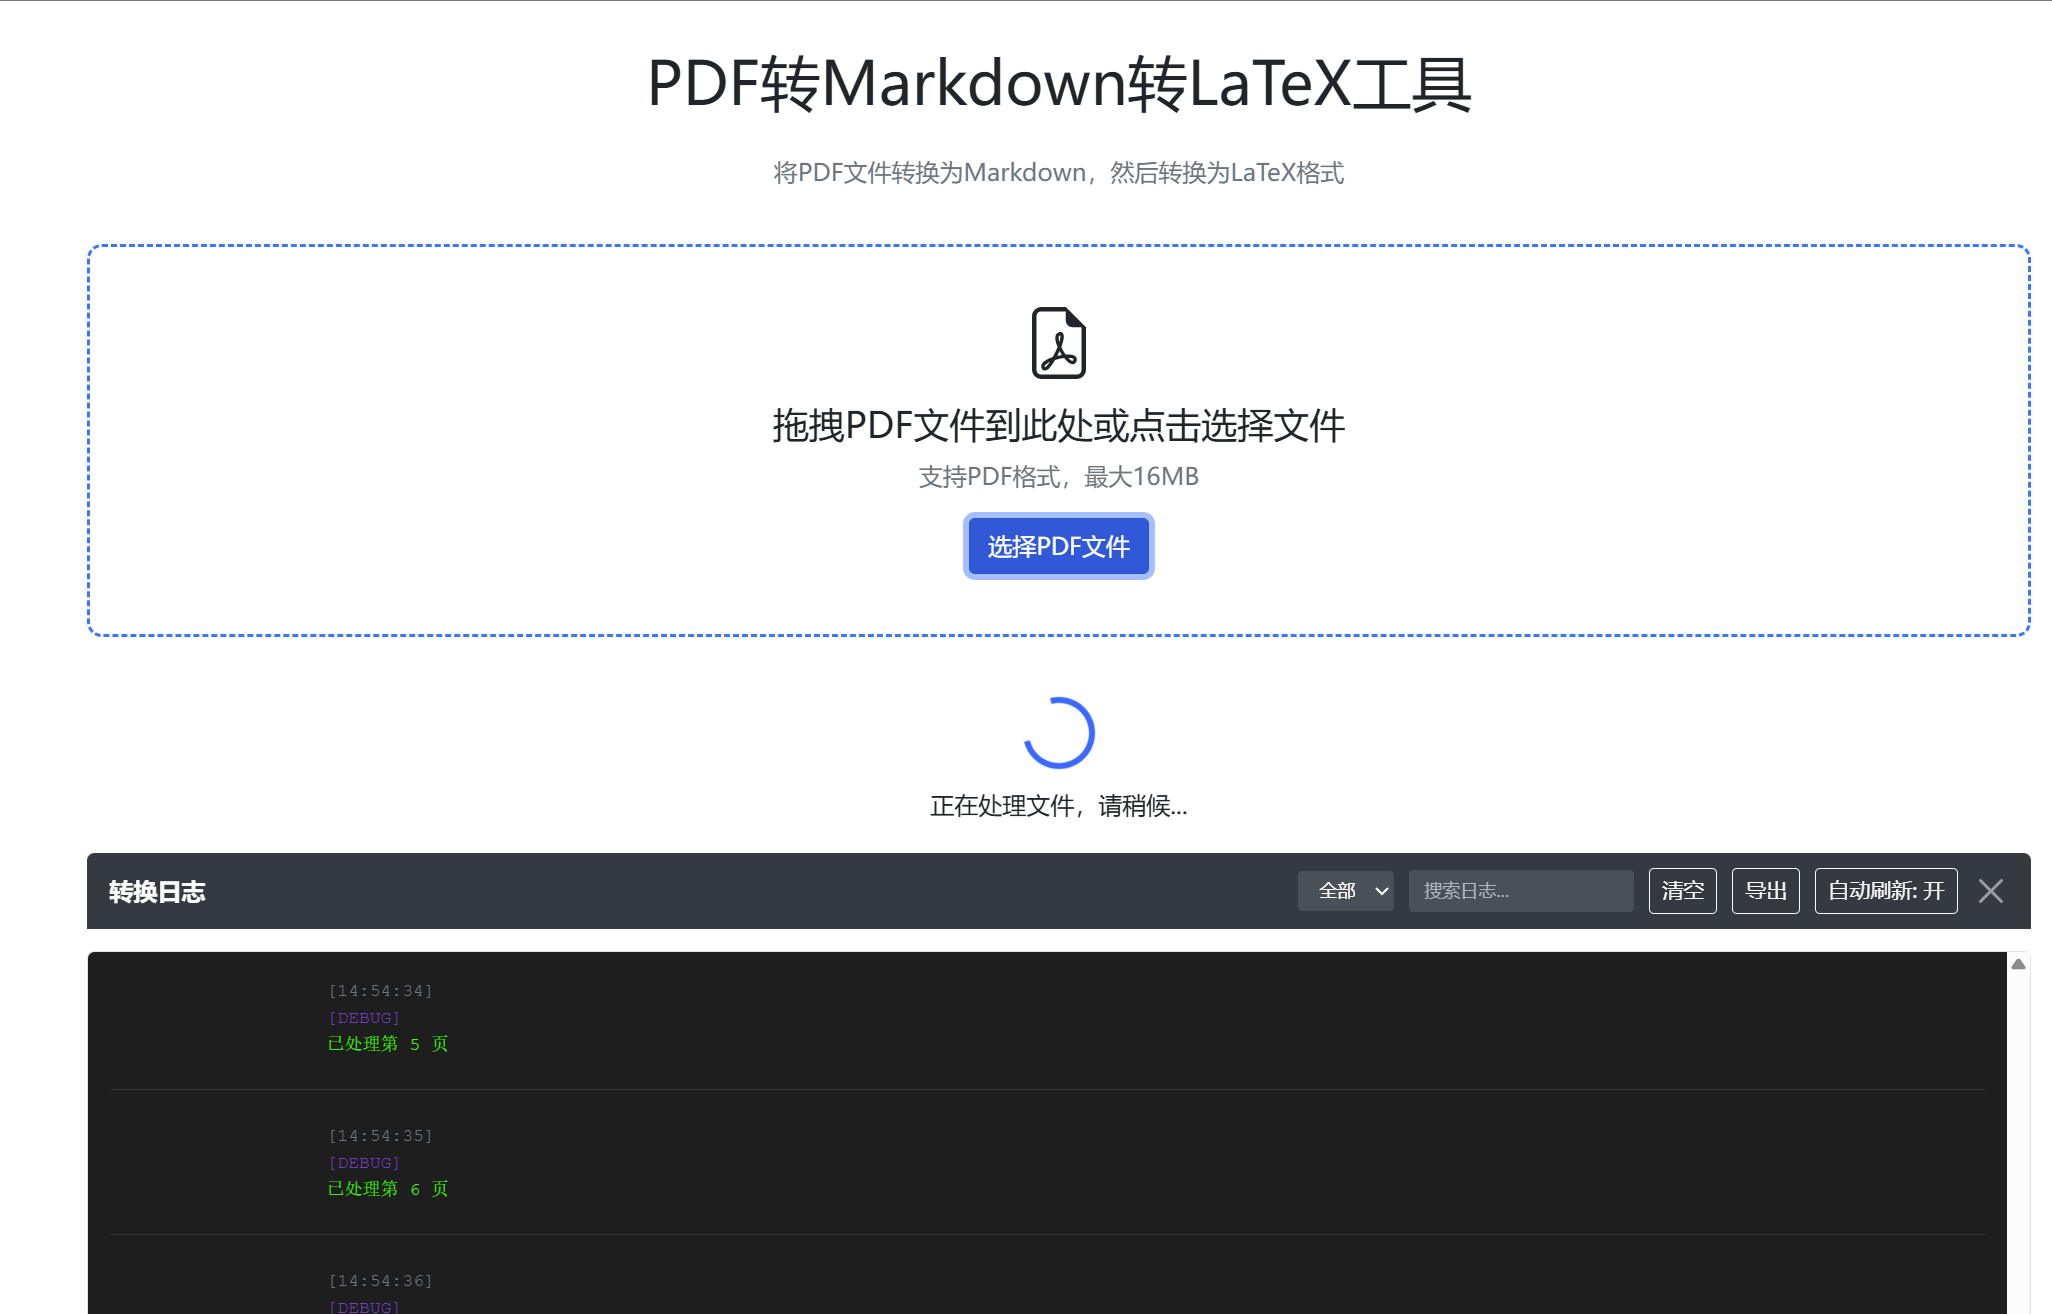 PDF转Markdown转LaTeX工具
将PDF文件转换为Markdown，然后转换为LaTeX格式
拖拽PDF文件到此处或点击选择文件
支持PDF格式，最大16MB
选择PDF文件
正在处理文件，请稍候...
转换日志 全部 搜索日志... 清空 导出 自动刷新: 开
[14:54:34]
[DEBUG]
已处理第 5 页
[14:54:35]
[DEBUG]
已处理第 6 页
[14:54:36]
[DEBUG]